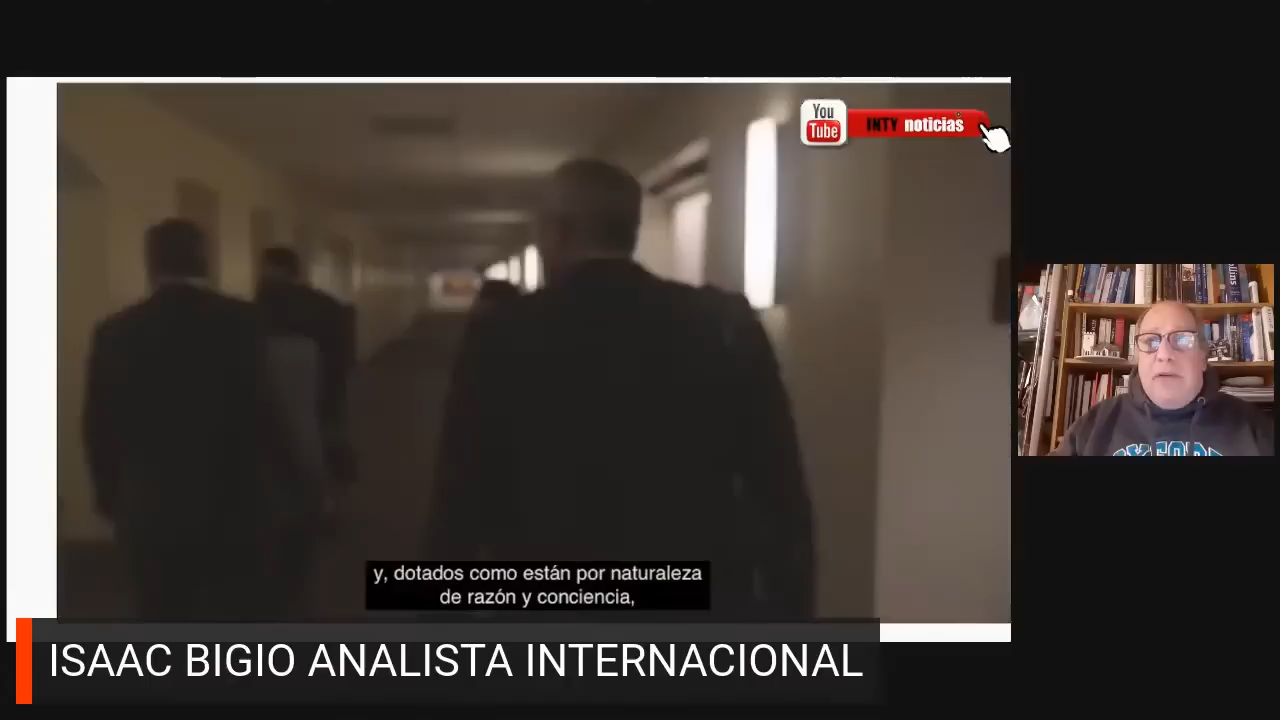 You
Tube
INTY noticias
y, dotados como están por naturaleza
de razón y conciencia,
ISAAC BIGIO ANALISTA INTERNACIONAL